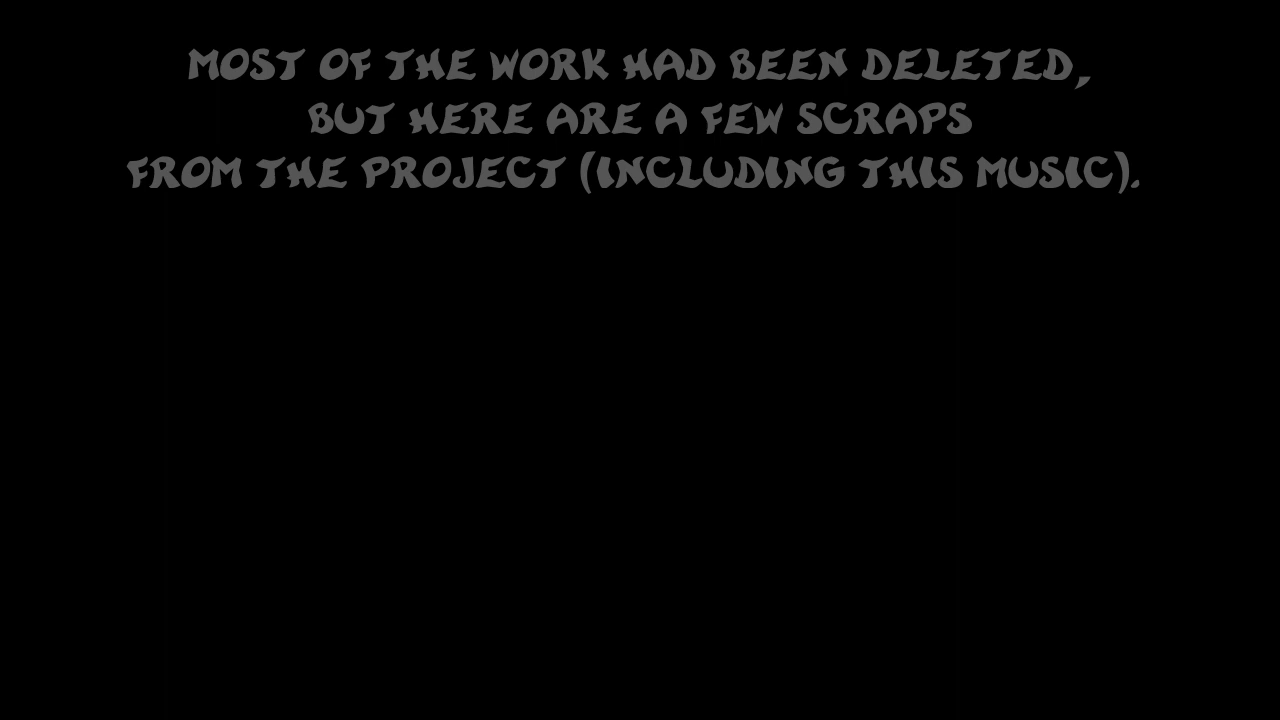 MOST OF THE WORK HAD BEEN DELETED,
BUT HERE ARE A FEW SCRAPS
FROM THE PROJECT (INCLUDING THIS MUSIC).